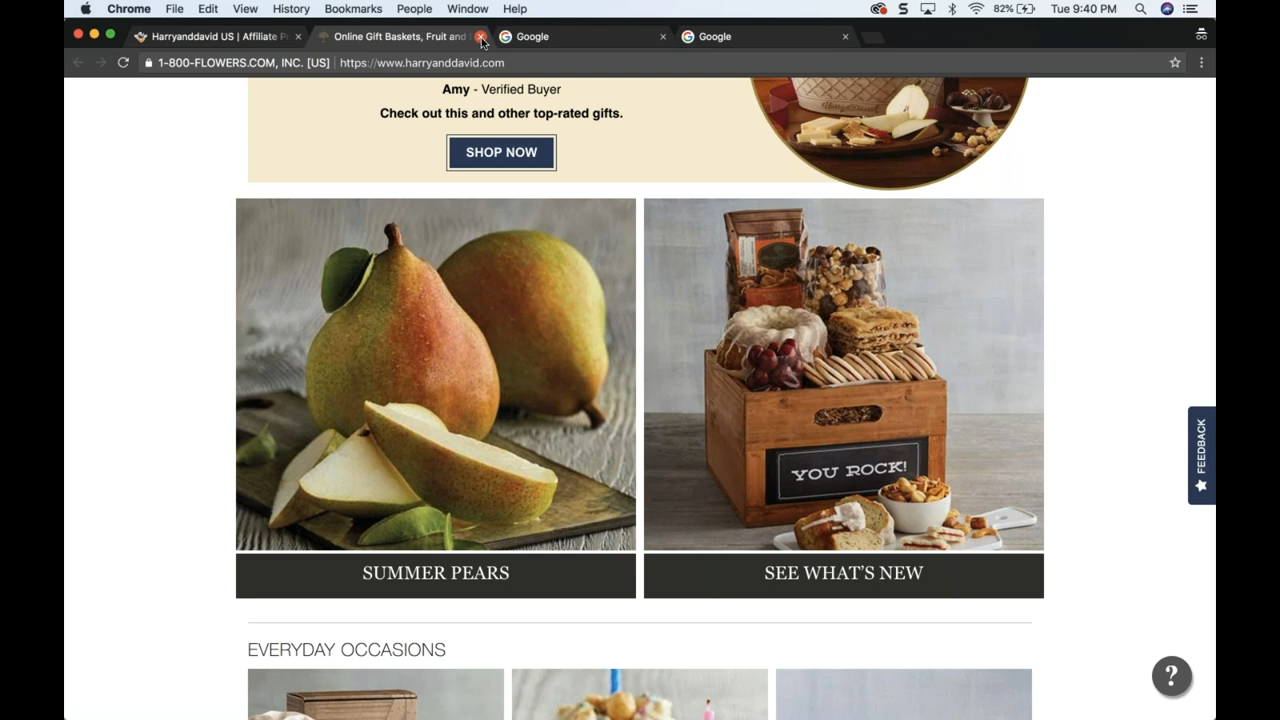 Chrome File Edit View History Bookmarks People Window Help 82% Tue 9:40 PM
Harryanddavid US | Affiliate P Online Gift Baskets, Fruit and Google Google
1-800-FLOWERS.COM, INC. [US] https://www.harryanddavid.com
Amy - Verified Buyer
Check out this and other top-rated gifts.
SHOP NOW
YOU ROCK!
FEEDBACK
SUMMER PEARS
SEE WHAT'S NEW
EVERYDAY OCCASIONS
?